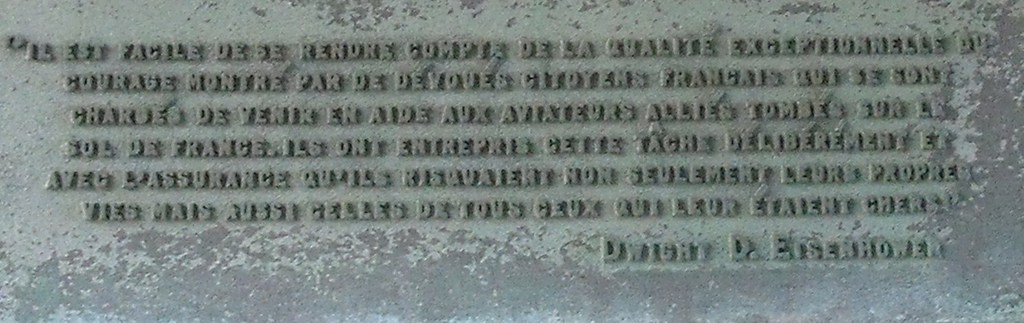 "IL EST FACILE DE SE RENDRE COMPTE DE LA QUALITÉ EXCEPTIONNELLE DU
COURAGE MONTRÉ PAR DE DÉVOUÉS CITOYENS FRANCAIS QUI SE SONT
CHARGÉS DE VENIR EN AIDE AUX AVIATEURS ALLIÉS TOMBÉS SUR LE
SOL DE FRANCE.ILS ONT ENTREPRIS CETTE TÂCHE DÉLIBÉRÉMENT ET
AVEC L'ASSURANCE QU'ILS RISQUAIENT NON SEULEMENT LEURS PROPRES
VIES MAIS AUSSI CELLES DE TOUS CEUX QUI LEUR ÉTAIENT CHERS"
DWIGHT D. EISENHOWER